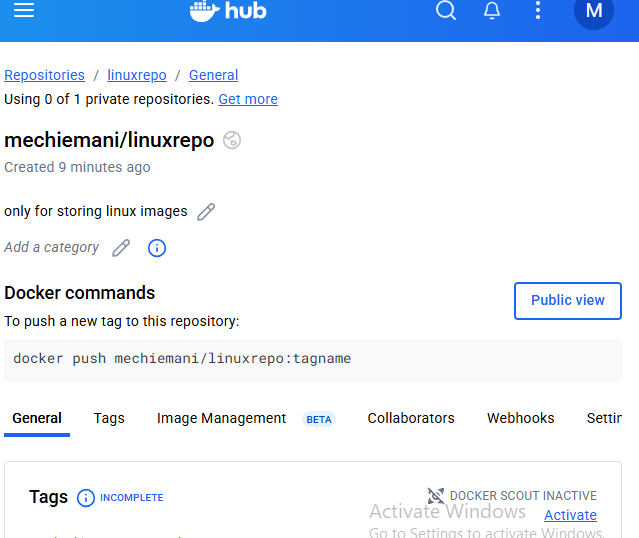 hub
M
Repositories / linuxrepo / General
Using 0 of 1 private repositories. Get more
mechiemani/linuxrepo
Created 9 minutes ago
only for storing linux images
Add a category
Docker commands
Public view
To push a new tag to this repository:
docker push mechiemani/linuxrepo:tagname
General Tags Image Management BETA Collaborators Webhooks
Tags INCOMPLETE
DOCKER SCOUT INACTIVE
Activate Windows
Activate
Go to Settings to activate Windows.